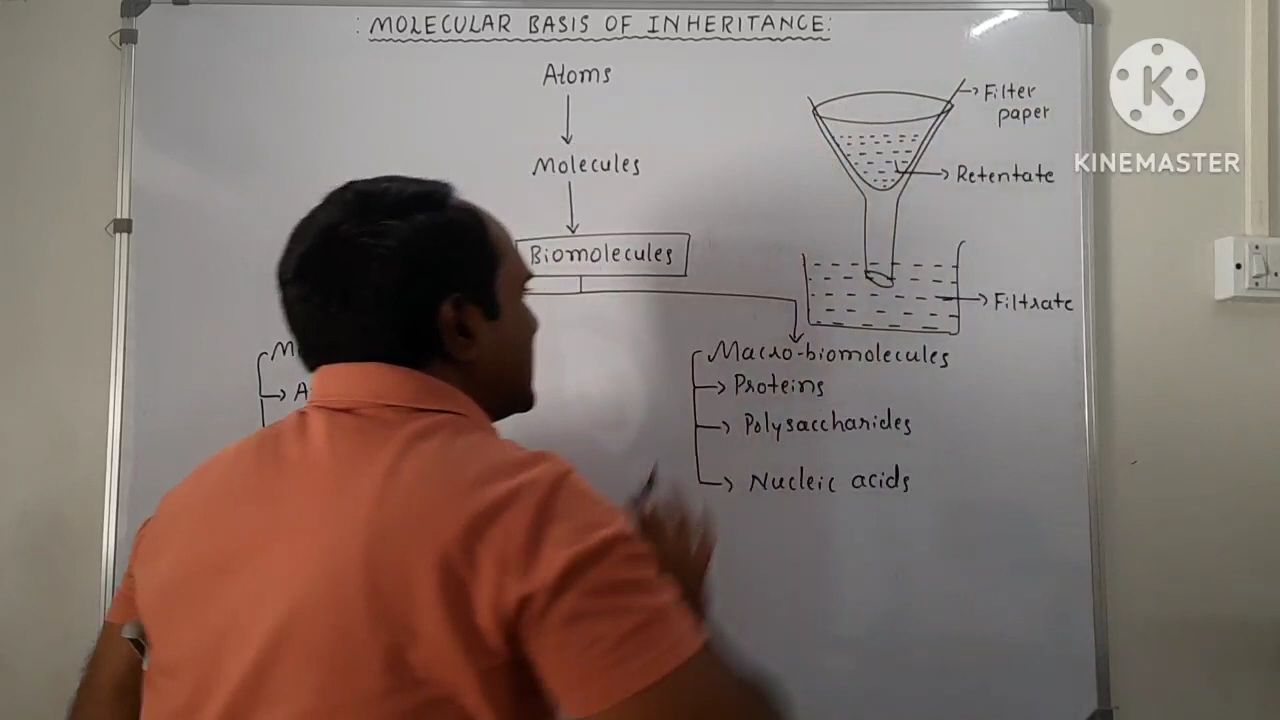 : MOLECULAR BASIS OF INHERITANCE:
Atoms
Molecules
Biomolecules
Filter
paper
Retentate
Filtrate
Macro-biomolecules
Proteins
Polysaccharides
Nucleic acids
K
KINEMASTER